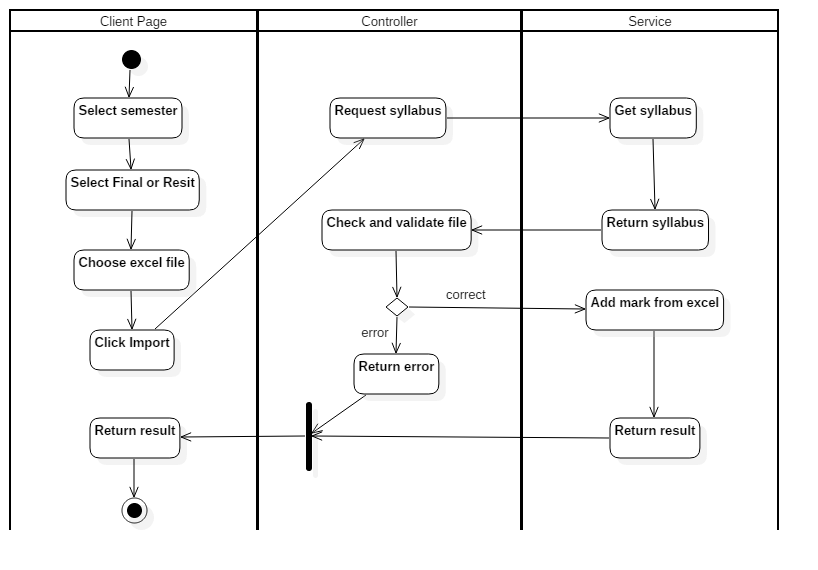 Client Page
Controller
Service
Select semester
Request syllabus
Get syllabus
Select Final or Resit
Check and validate file
Return syllabus
Choose excel file
correct
Add mark from excel
error
Click Import
Return error
Return result
Return result